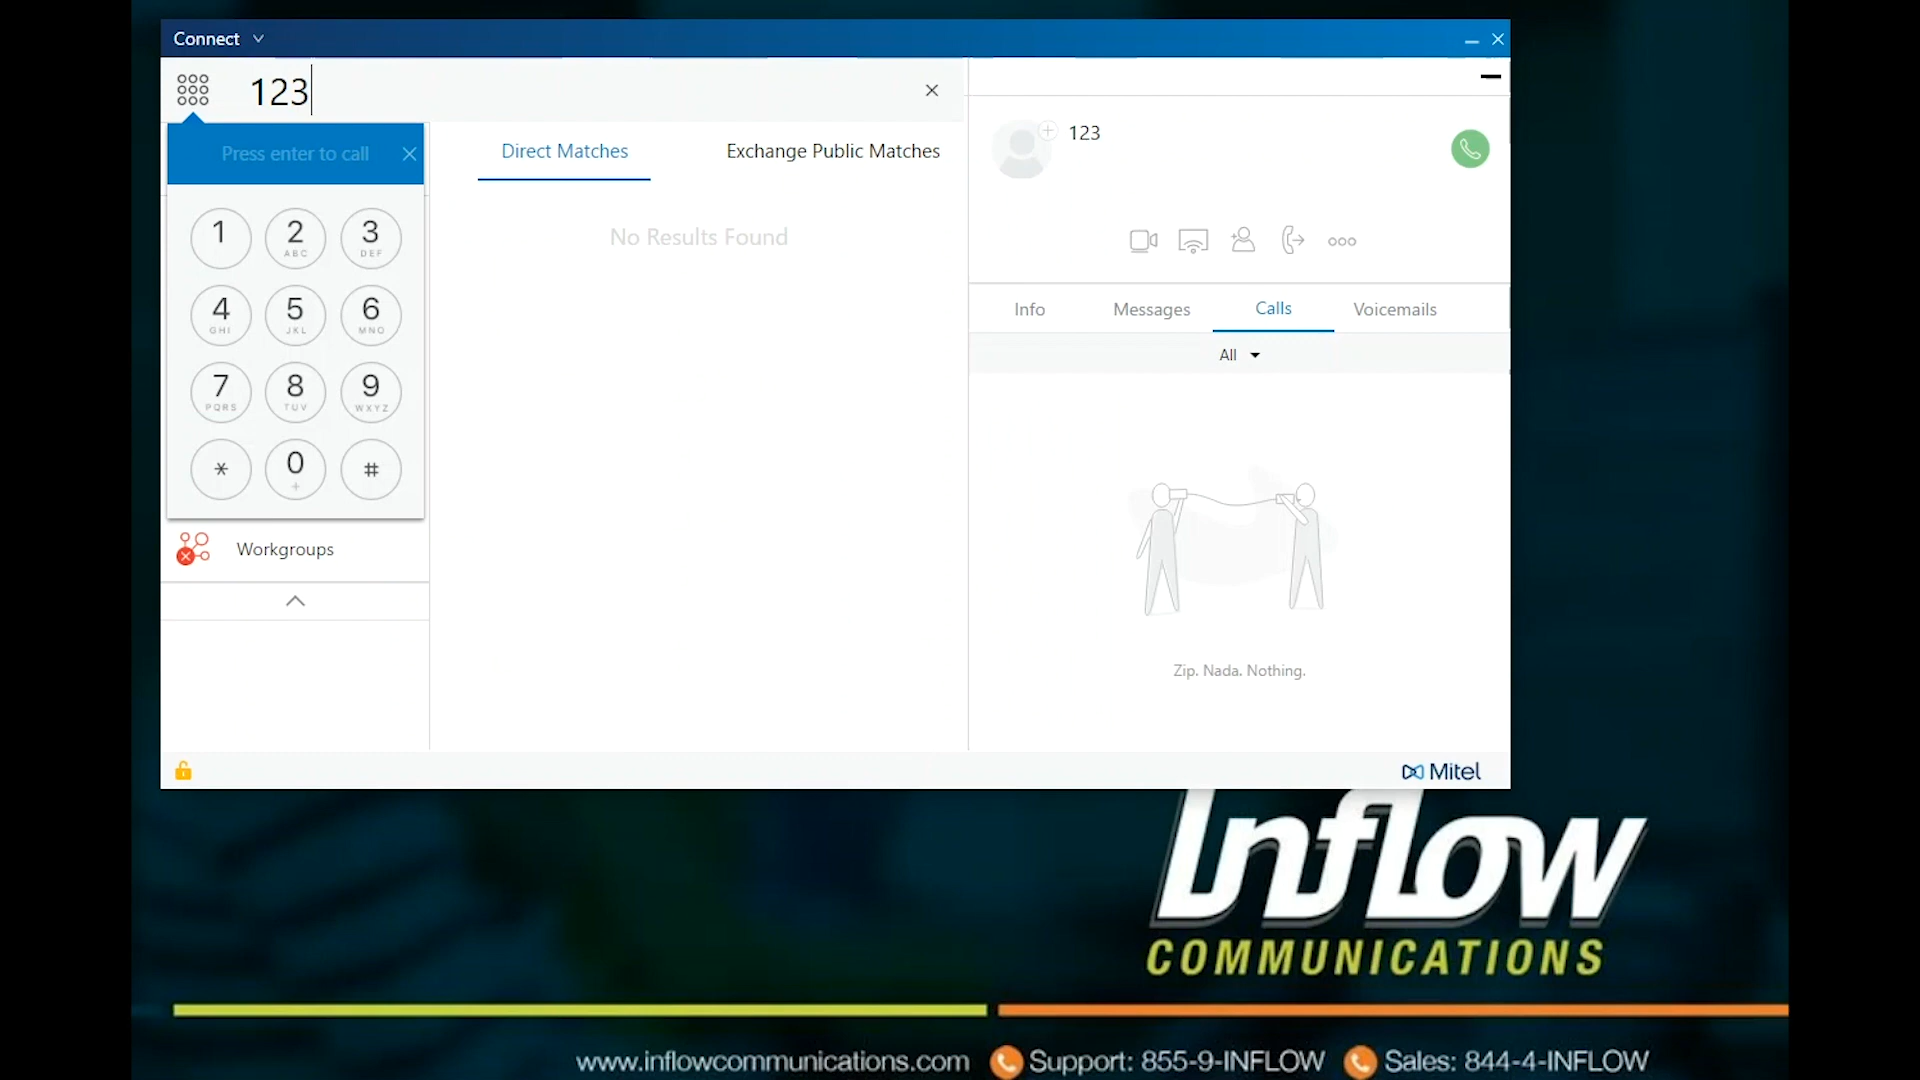 Connect
123
Press enter to call
1
2
ABC
3
DEF
4
GHI
5
JKL
6
MNO
7
PQRS
8
TUV
9
WXYZ
*
0
+
#
Workgroups
Direct Matches
Exchange Public Matches
No Results Found
123
Info
Messages
Calls
Voicemails
All
Zip. Nada. Nothing.
Mitel
Inflow
COMMUNICATIONS
www.inflowcommunications.com
Support: 855-9-INFLOW
Sales: 844-4-INFLOW